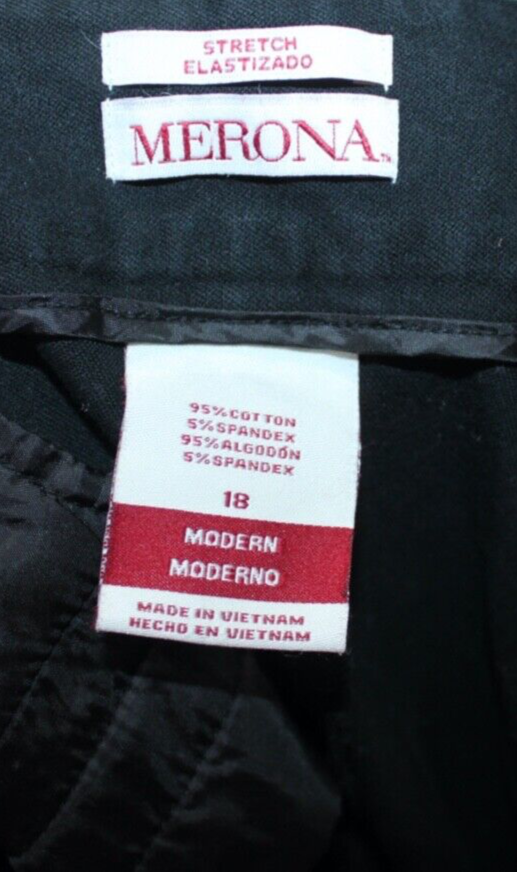 STRETCH
ELASTIZADO
MERONA™
95%COTTON
5%SPANDEX
95%ALGODÓN
5%SPANDEX
18
MODERN
MODERNO
MADE IN VIETNAM
HECHO EN VIETNAM